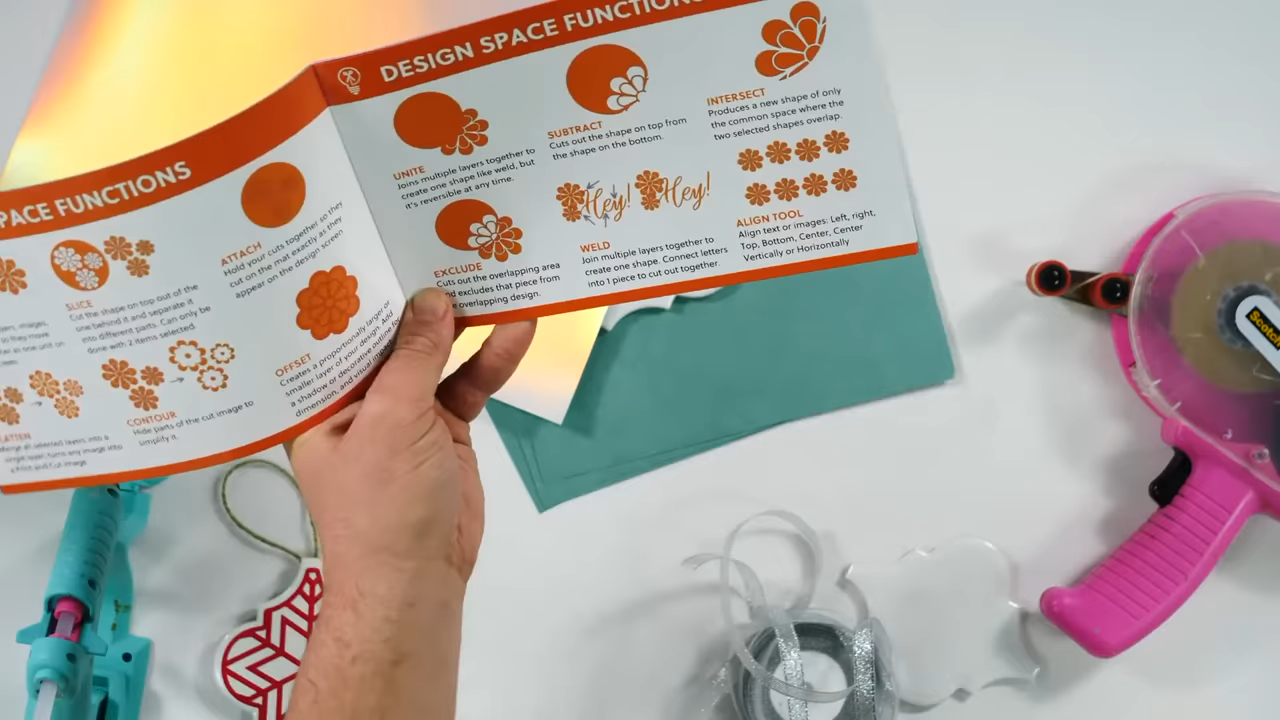 PACE FUNCTIONS
SLICE
Cut the shape on top out of the
one behind it and separate it
into different parts. Can only be
done with 2 items selected.
CONTOUR
Hide parts of the cut image to
simplify it.
ATTACH
Hold your cuts together so they
cut on the mat exactly as they
appear on the design screen
OFFSET
Creates a proportionally larger or
smaller layer of your design. Add
a shadow or decorative outline for
dimension, and visual
DESIGN SPACE FUNCTIONS
UNITE
Joins multiple layers together to
create one shape like weld, but
it's reversible at any time.
SUBTRACT
Cuts out the shape on top from
the shape on the bottom.
INTERSECT
Produces a new shape of only
the common space where the
two selected shapes overlap.
EXCLUDE
Cuts out the overlapping area
and excludes that piece from
overlapping design.
Hey! Hey!
WELD
Join multiple layers together to
create one shape. Connect letters
into 1 piece to cut out together.
ALIGN TOOL
Align text or images: Left, right,
Top, Bottom, Center, Center
Vertically or Horizontally
Scotch